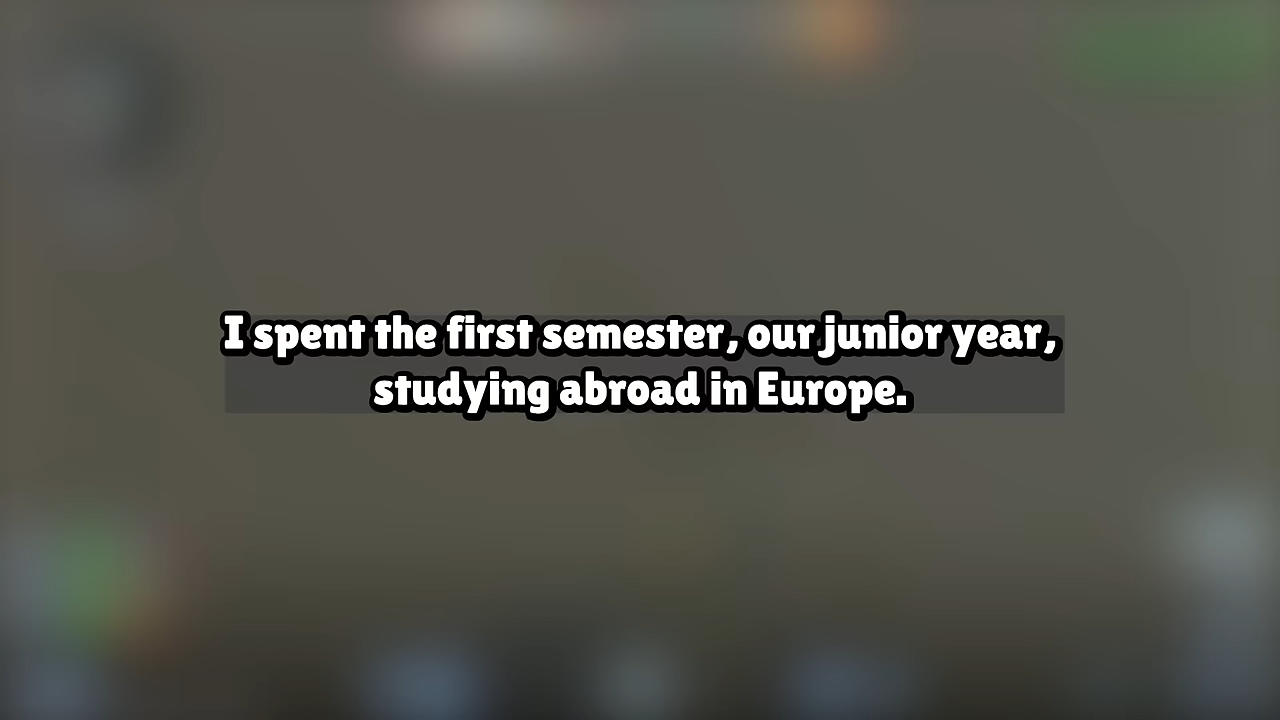 I spent the first semester, our junior year,
studying abroad in Europe.